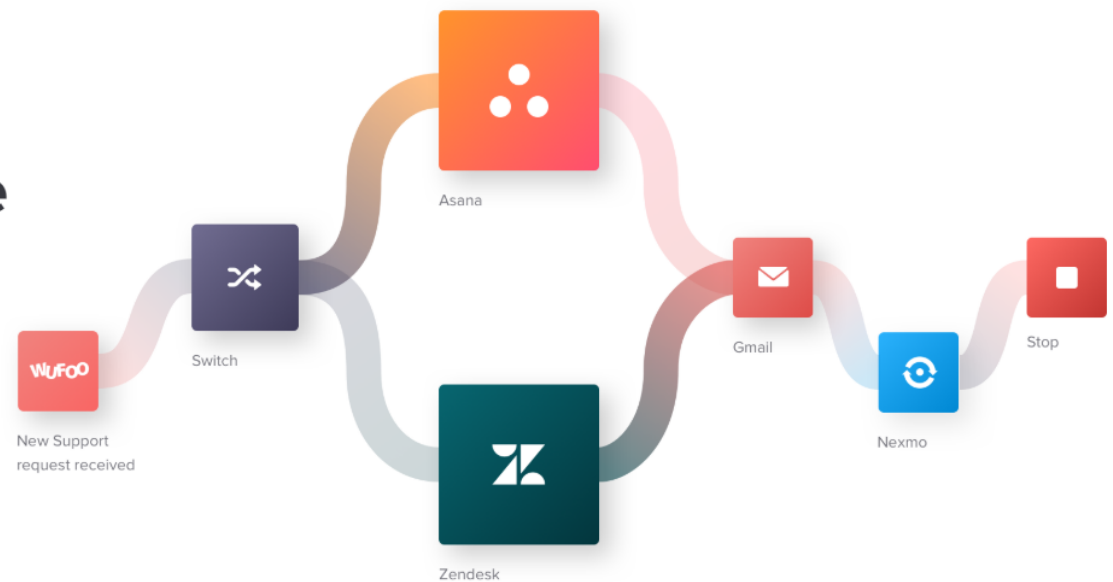 e
Asana
WUFOO
Switch
Gmail
Stop
New Support
request received
Nexmo
Zendesk